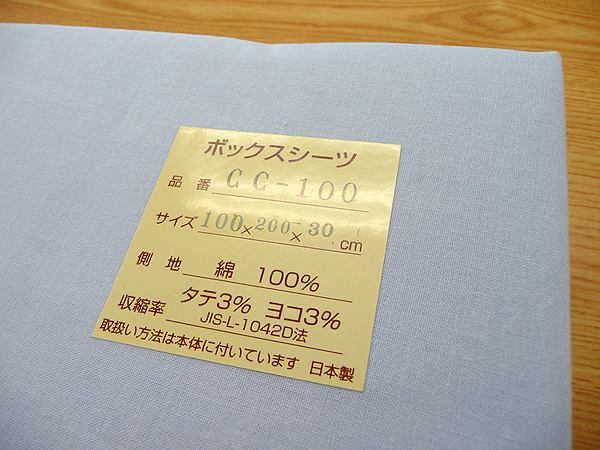 ボックスシーツ
品番 CC-100
サイズ 100×200×30 cm
側地 綿 100%
収縮率 タテ3% ヨコ3%
JIS-L-1042D法
取扱い方法は本体に付いています 日本製